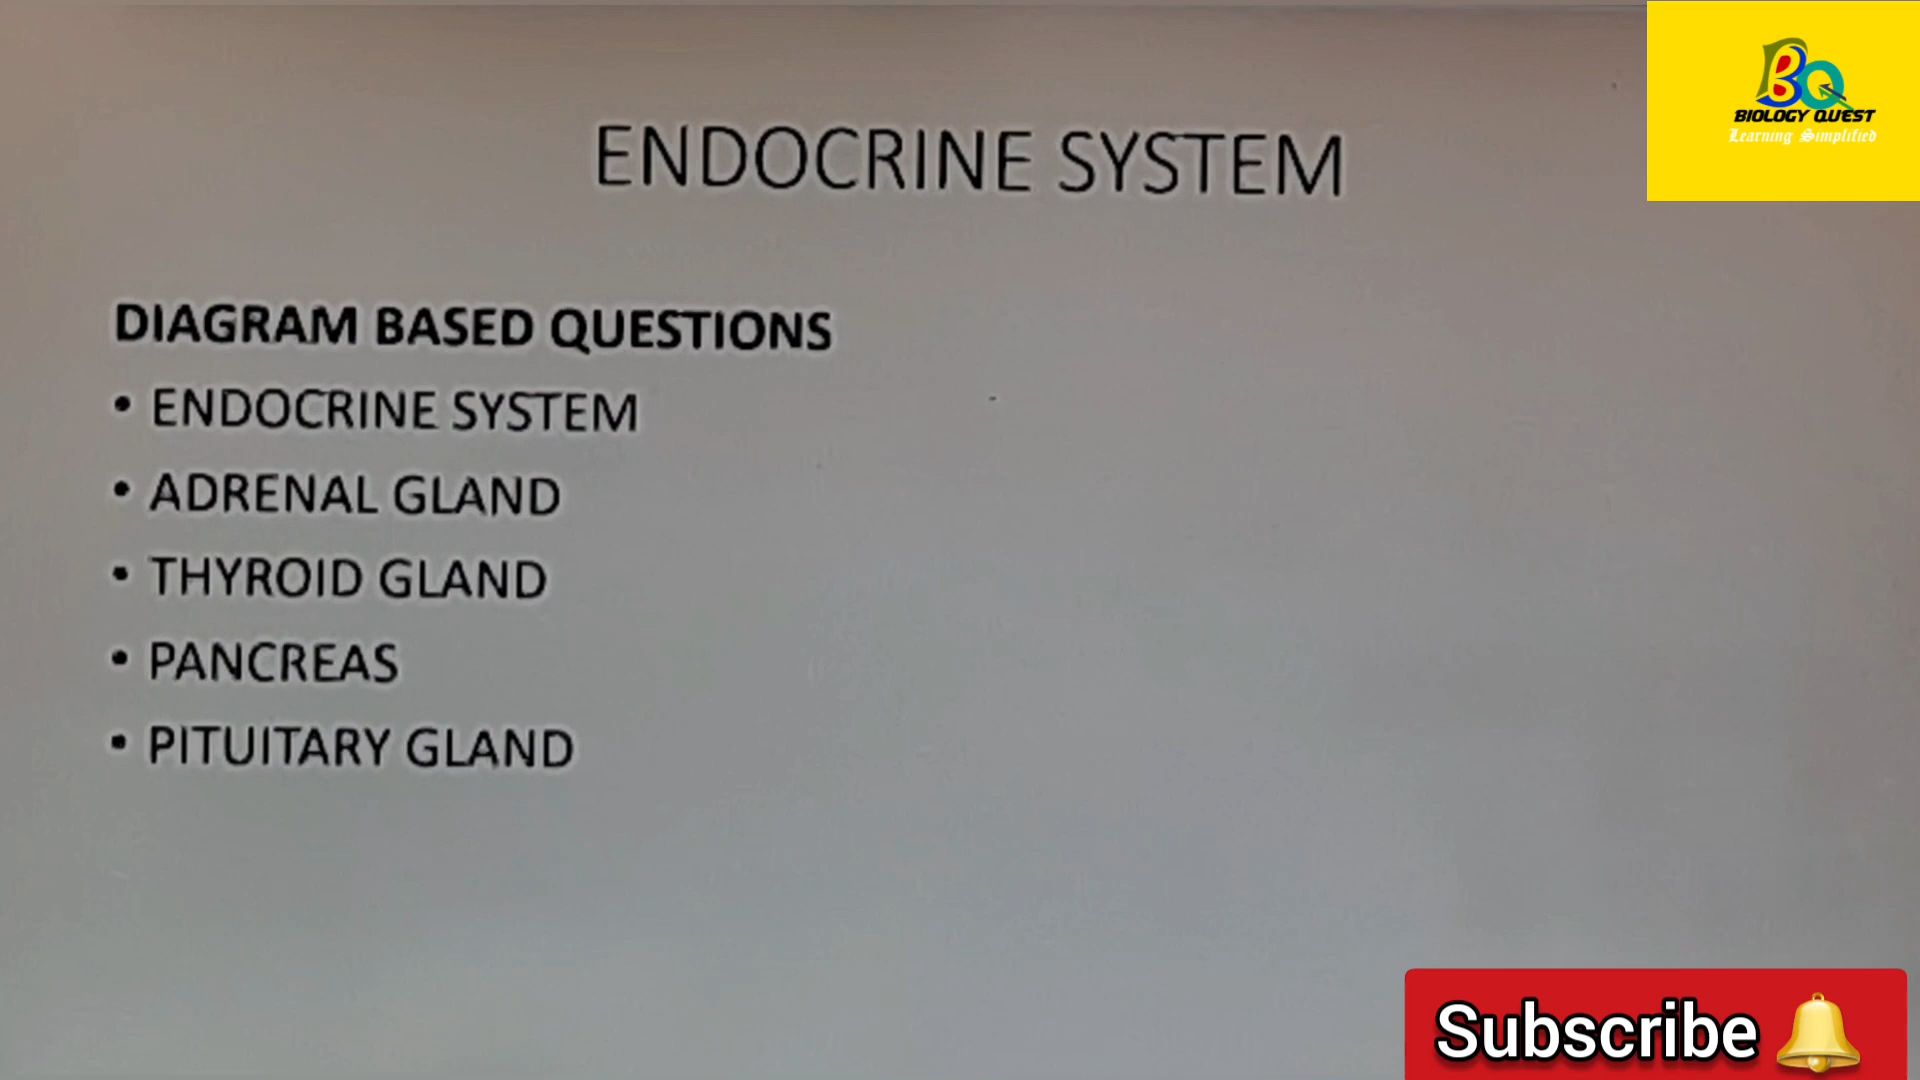 BQ
BIOLOGY QUEST
Learning Simplified
ENDOCRINE SYSTEM
DIAGRAM BASED QUESTIONS
• ENDOCRINE SYSTEM
• ADRENAL GLAND
• THYROID GLAND
• PANCREAS
• PITUITARY GLAND
Subscribe